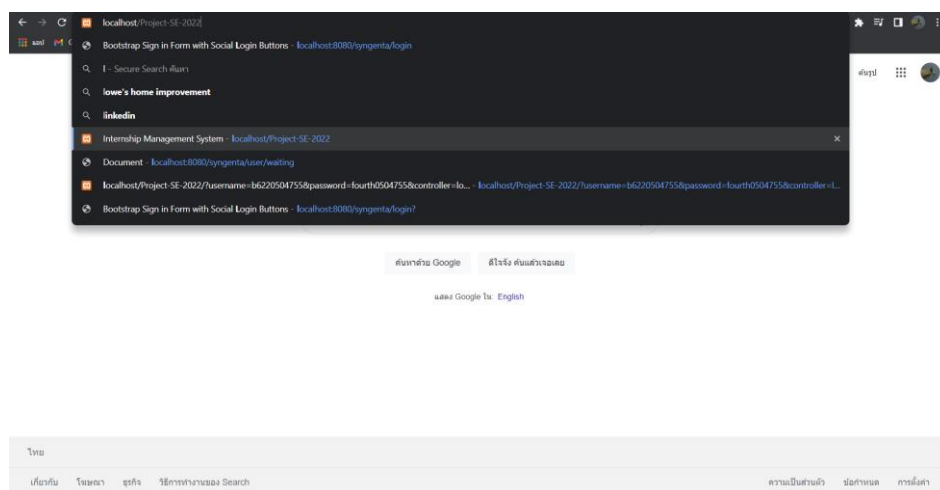 localhost/Project-SE-2022
แอป
Bootstrap Sign in Form with Social Login Buttons - localhost:8080/syngenta/login
l - Secure Search ค้นหา
lowe's home improvement
linkedin
Internship Management System - localhost/Project-SE-2022
Document - localhost:8080/syngenta/user/waiting
localhost/Project-SE-2022/?username=b6220504755&password=fourth0504755&controller=lo... - localhost/Project-SE-2022/?username=b6220504755&password=fourth0504755&controller=l...
Bootstrap Sign in Form with Social Login Buttons - localhost:8080/syngenta/login?
ค้นรูป
ค้นหาด้วย Google ดีใจจัง ค้นแล้วเจอเลย
แสดง Google ใน: English
ไทย
เกี่ยวกับ โฆษณา ธุรกิจ วิธีการทำงานของ Search ความเป็นส่วนตัว ข้อกำหนด การตั้งค่า